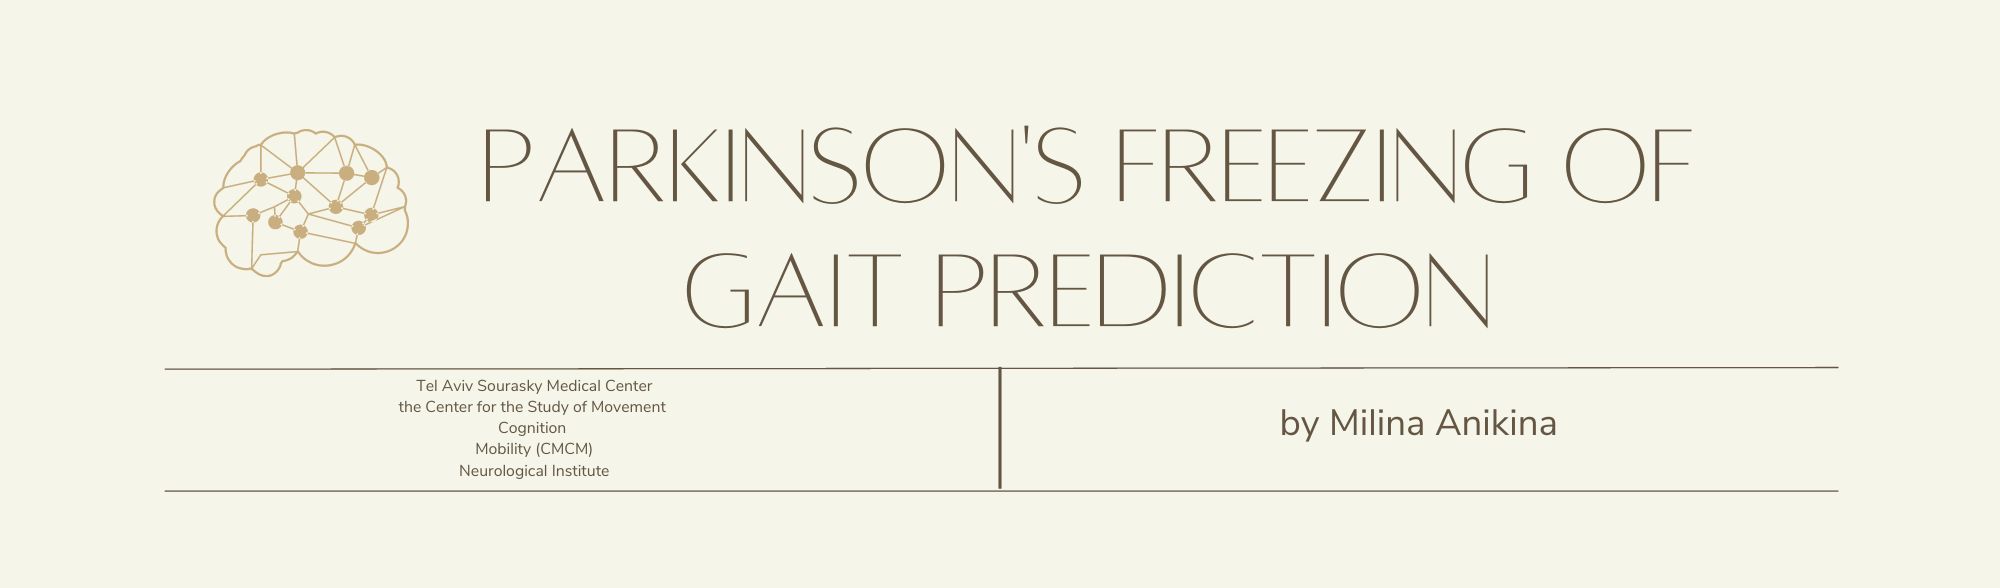 PARKINSON'S FREEZING OF
GAIT PREDICTION
Tel Aviv Sourasky Medical Center
the Center for the Study of Movement
Cognition
Mobility (CMCM)
Neurological Institute
by Milina Anikina